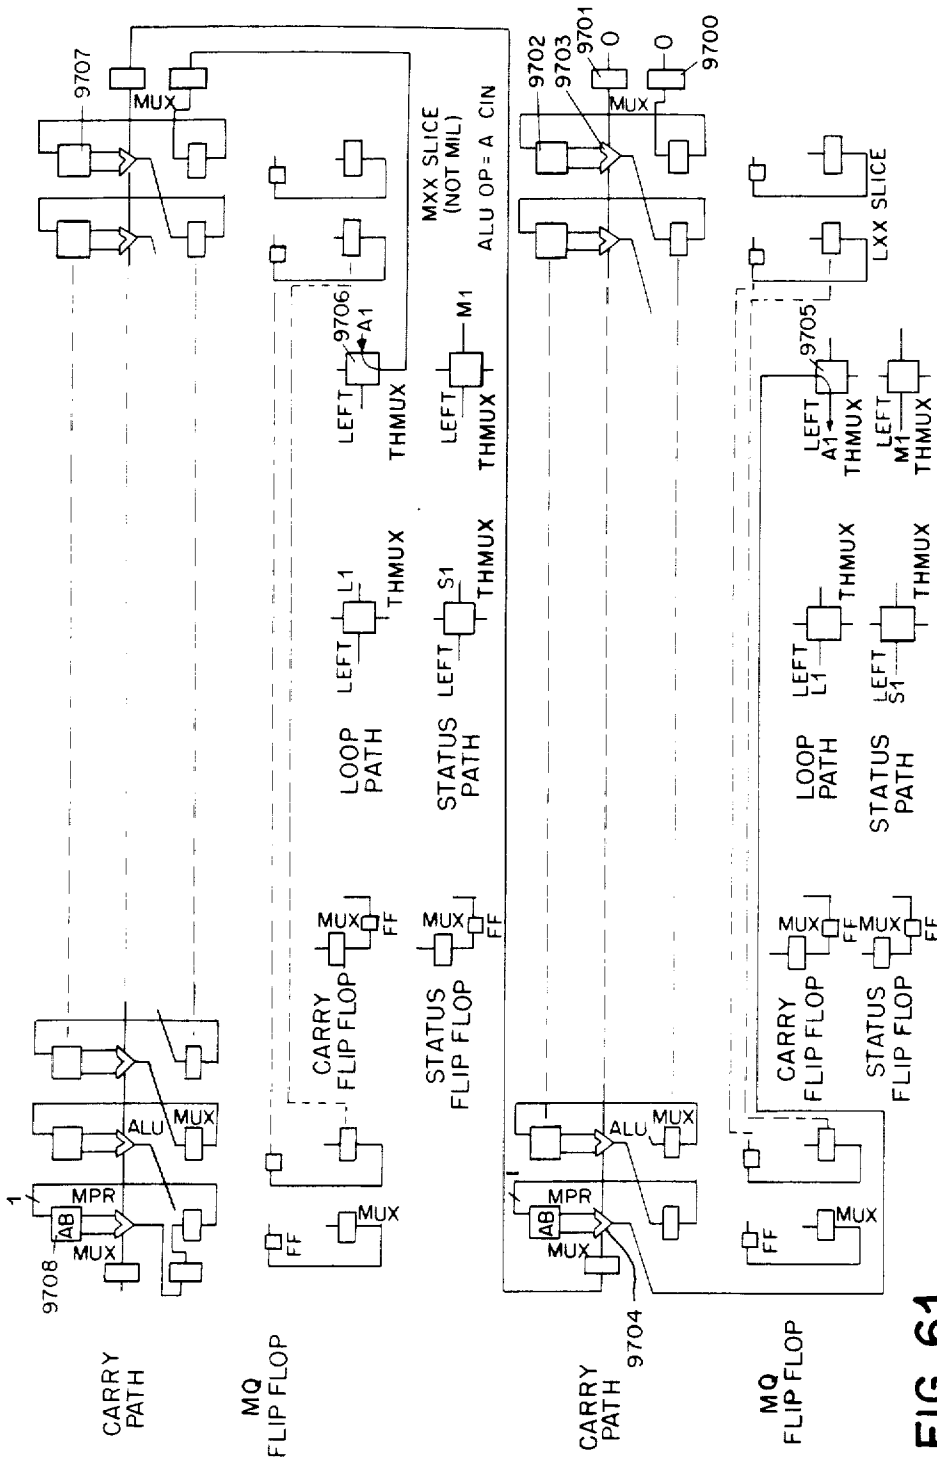 9707
MUX
1
MPR
AB
MUX
9708
ALU
MUX
CARRY
PATH
FF
MUX
MQ
FLIP FLOP
MUX
FF
CARRY
FLIP FLOP
LOOP
PATH
LEFT
L1
THMUX
LEFT
9706
A1
THMUX
MXX SLICE
(NOT MIL)
ALU OP = A CIN
MUX
FF
STATUS
FLIP FLOP
STATUS
PATH
LEFT
S1
THMUX
LEFT
M1
THMUX
9702
9703
9701
O
MUX
O
9700
1
MPR
AB
MUX
9704
ALU
MUX
CARRY
PATH
FF
MUX
MQ
FLIP FLOP
LXX SLICE
MUX
FF
CARRY
FLIP FLOP
LOOP
PATH
LEFT
L1
THMUX
LEFT
A1
9705
THMUX
MUX
FF
STATUS
FLIP FLOP
STATUS
PATH
LEFT
S1
THMUX
LEFT
M1
THMUX
FIG. 61